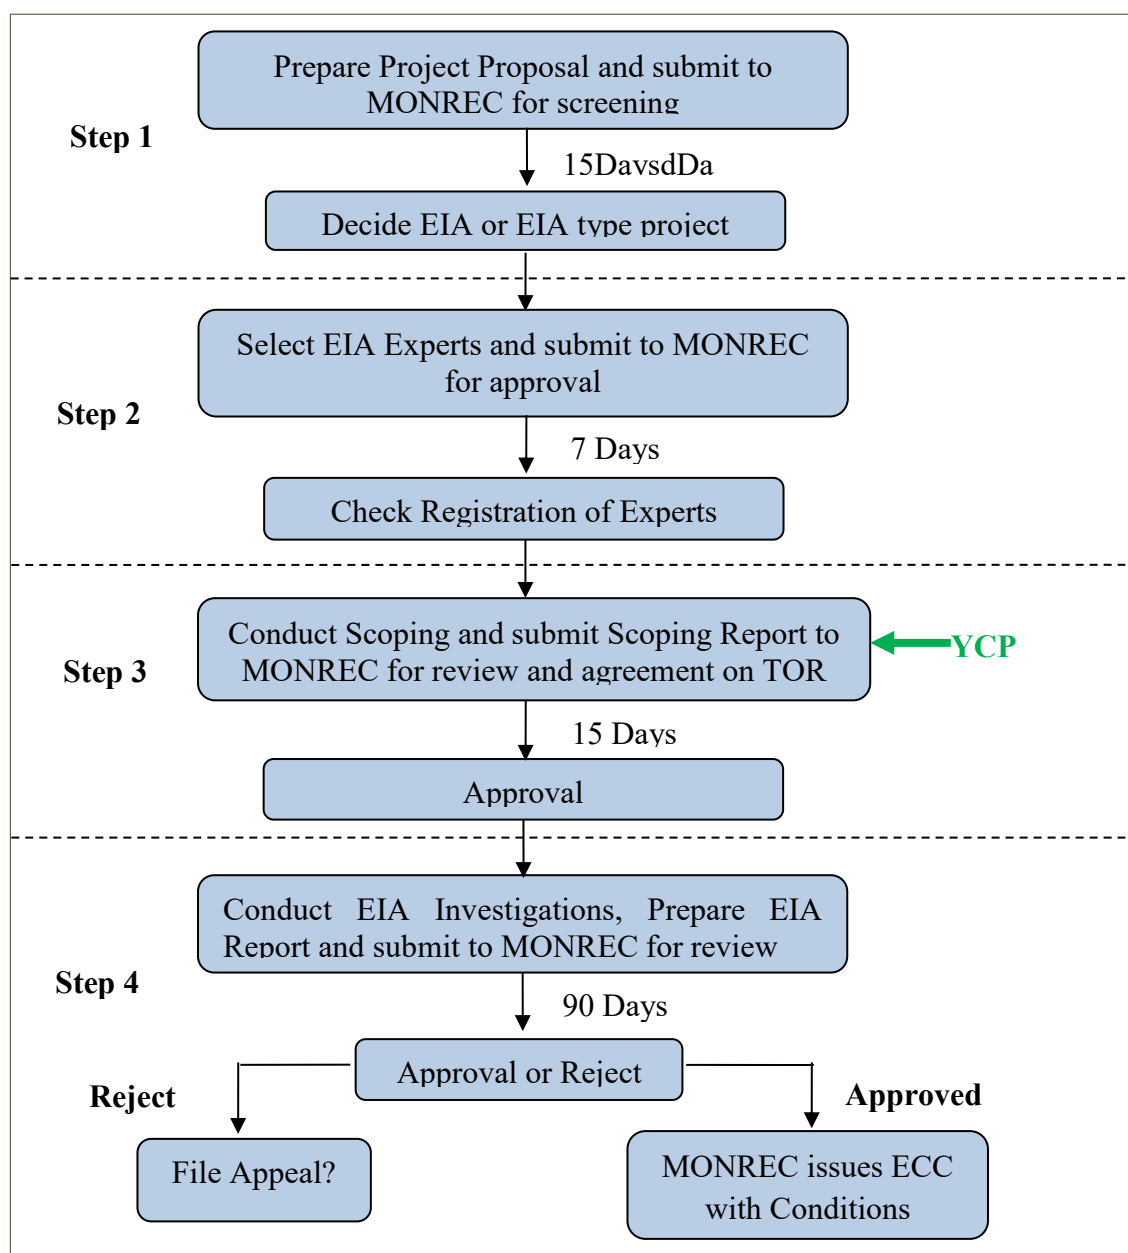 Prepare Project Proposal and submit to
MONREC for screening
Step 1
15DavsdDa
Decide EIA or EIA type project
Select EIA Experts and submit to MONREC
for approval
Step 2
7 Days
Check Registration of Experts
Conduct Scoping and submit Scoping Report to
MONREC for review and agreement on TOR
YCP
Step 3
15 Days
Approval
Conduct EIA Investigations, Prepare EIA
Report and submit to MONREC for review
Step 4
90 Days
Approval or Reject
Reject
Approved
File Appeal?
MONREC issues ECC
with Conditions